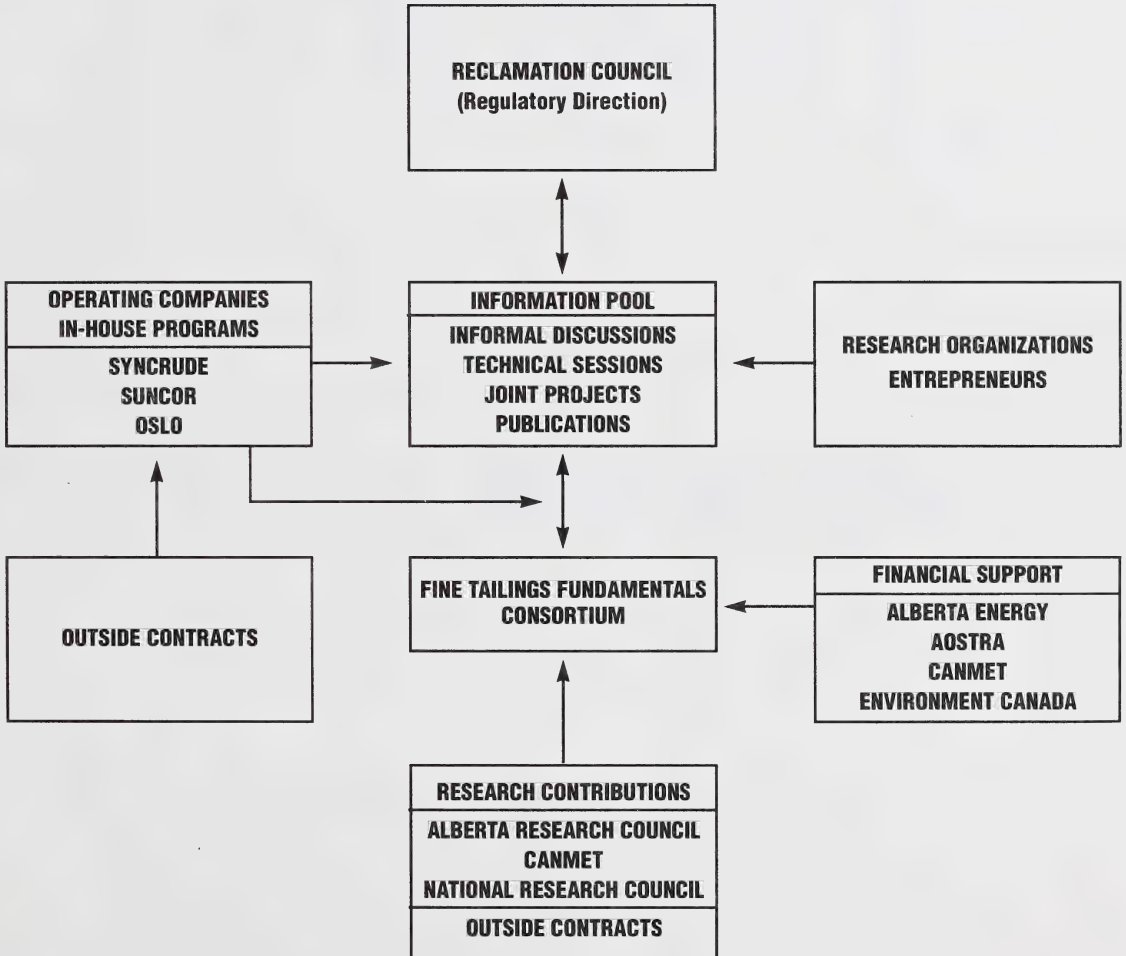 RECLAMATION COUNCIL
(Regulatory Direction)
OPERATING COMPANIES
IN-HOUSE PROGRAMS
SYNCRUDE
SUNCOR
OSLO
INFORMATION POOL
INFORMAL DISCUSSIONS
TECHNICAL SESSIONS
JOINT PROJECTS
PUBLICATIONS
RESEARCH ORGANIZATIONS
ENTREPRENEURS
OUTSIDE CONTRACTS
FINE TAILINGS FUNDAMENTALS
CONSORTIUM
FINANCIAL SUPPORT
ALBERTA ENERGY
AOSTRA
CANMET
ENVIRONMENT CANADA
RESEARCH CONTRIBUTIONS
ALBERTA RESEARCH COUNCIL
CANMET
NATIONAL RESEARCH COUNCIL
OUTSIDE CONTRACTS